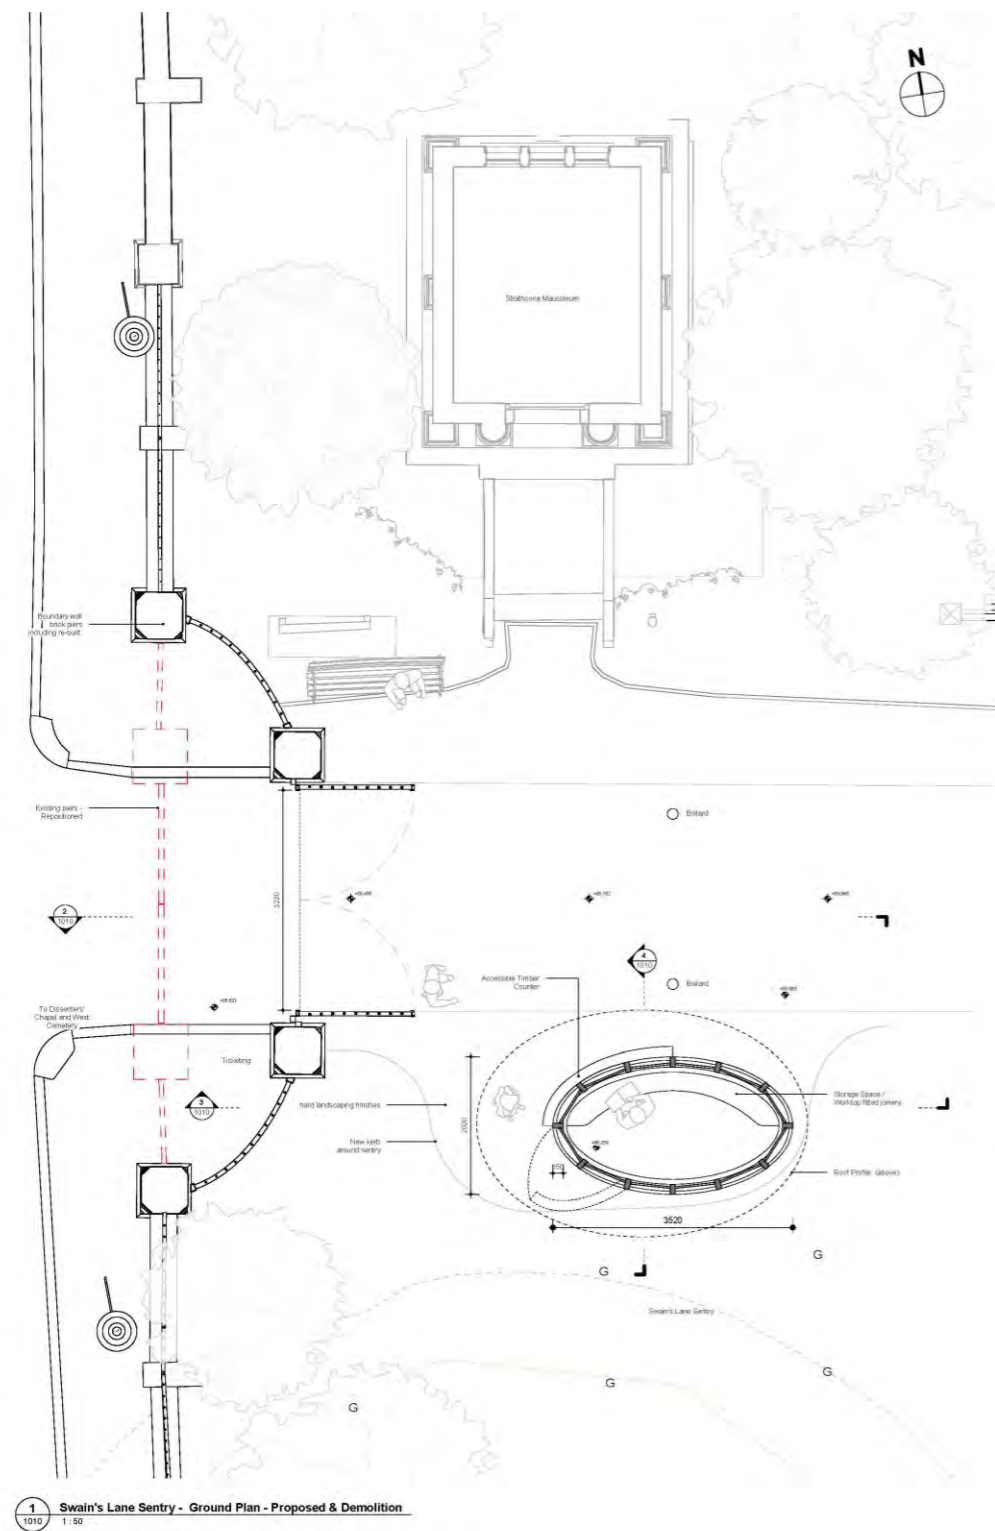 N
Strathcona Mausoleum
Boundary wall
brick piers
including re-built
Existing piers -
Repositioned
Bollard
3230
2
1010
4
1010
Accessible Timber
Counter
Bollard
To Dissenters'
Chapel and West
Cemetery
Ticketing
3
1010
hard landscaping finishes
New kerb
around sentry
2020
150
Storage Space /
Worktop fitted joinery
Roof Profile (above)
3520
G
G
Swain's Lane Sentry
G
G
G
1
1010
Swain's Lane Sentry - Ground Plan - Proposed & Demolition
1:50